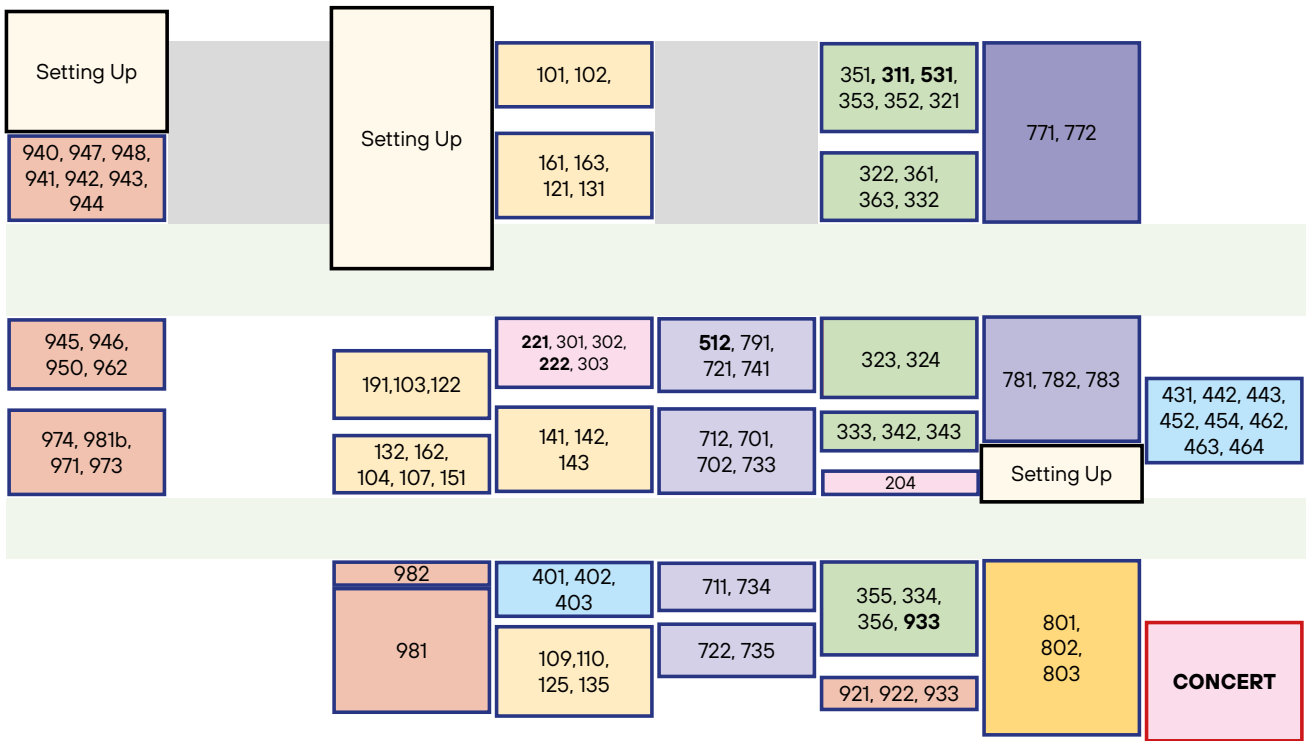 Setting Up
940, 947, 948,
941, 942, 943,
944
Setting Up
101, 102,
161, 163,
121, 131
351, 311, 531,
353, 352, 321
322, 361,
363, 332
771, 772
945, 946,
950, 962
974, 981b,
971, 973
191,103,122
132, 162,
104, 107, 151
221, 301, 302,
222, 303
141, 142,
143
512, 791,
721, 741
712, 701,
702, 733
323, 324
333, 342, 343
204
781, 782, 783
Setting Up
431, 442, 443,
452, 454, 462,
463, 464
982
981
401, 402,
403
109,110,
125, 135
711, 734
722, 735
355, 334,
356, 933
921, 922, 933
801,
802,
803
CONCERT